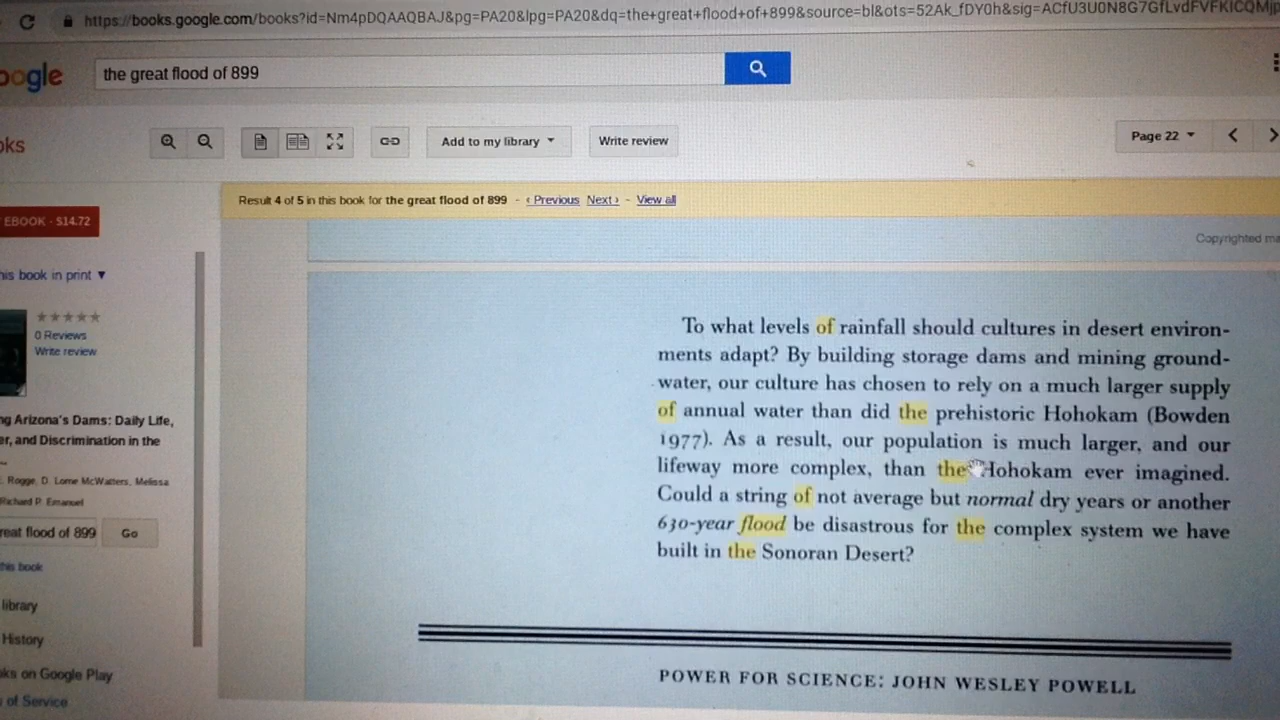 https://books.google.com/books?id=Nm4pDQAAQBAJ&pg=PA20&lpg=PA20&dq=the+great+flood+of+899&source=bl&ots=52Ak_fDY0h&sig=ACfU3U0N8G7GfLvdFVFKICQMjp
oogle
the great flood of 899
oks
Add to my library
Write review
Page 22
Result 4 of 5 in this book for the great flood of 899 - ‹ Previous Next › - View all
EBOOK - $14.72
Copyrighted ma
his book in print ▼
0 Reviews
Write review
To what levels of rainfall should cultures in desert environ-
ments adapt? By building storage dams and mining ground-
water, our culture has chosen to rely on a much larger supply
of annual water than did the prehistoric Hohokam (Bowden
1977). As a result, our population is much larger, and our
lifeway more complex, than the Hohokam ever imagined.
Could a string of not average but normal dry years or another
630-year flood be disastrous for the complex system we have
built in the Sonoran Desert?
ng Arizona's Dams: Daily Life,
er, and Discrimination in the
. Rogge, D. Lorne McWatters, Melissa
Richard P. Emanuel
reat flood of 899
Go
his book
library
History
oks on Google Play
of Service
POWER FOR SCIENCE: JOHN WESLEY POWELL